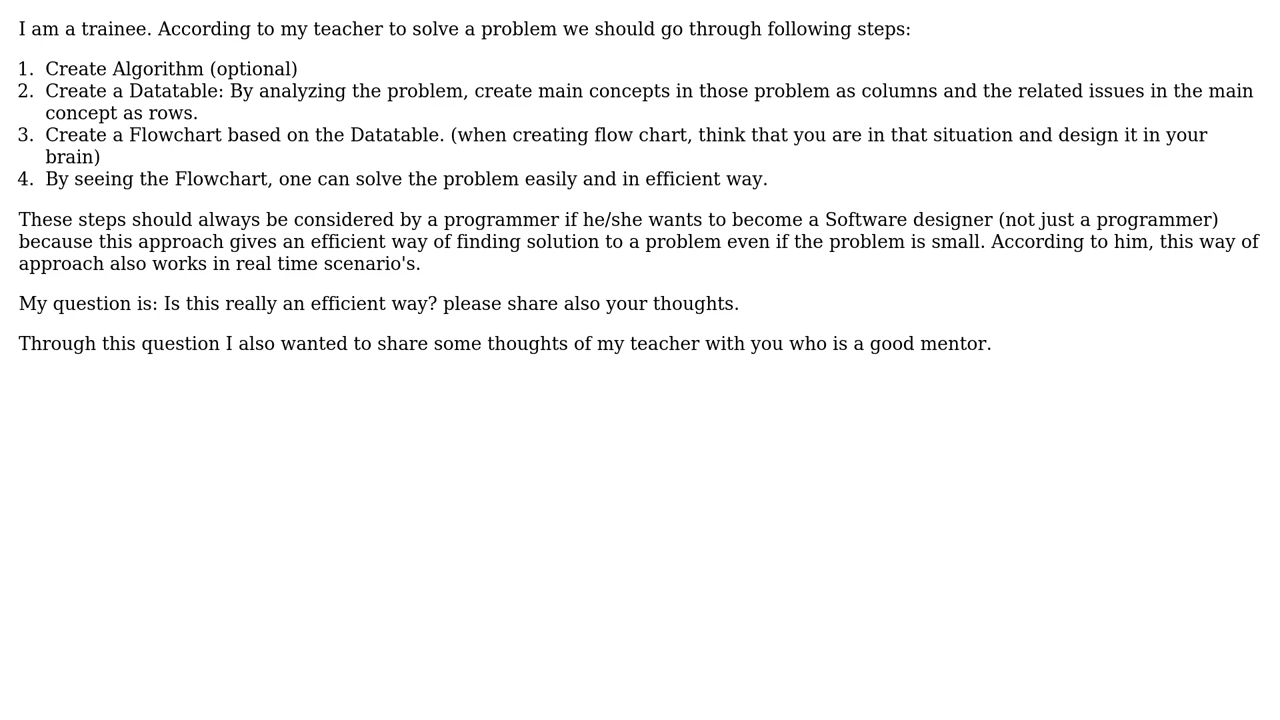 I am a trainee. According to my teacher to solve a problem we should go through following steps:
1. Create Algorithm (optional)
2. Create a Datatable: By analyzing the problem, create main concepts in those problem as columns and the related issues in the main
concept as rows.
3. Create a Flowchart based on the Datatable. (when creating flow chart, think that you are in that situation and design it in your
brain)
4. By seeing the Flowchart, one can solve the problem easily and in efficient way.
These steps should always be considered by a programmer if he/she wants to become a Software designer (not just a programmer)
because this approach gives an efficient way of finding solution to a problem even if the problem is small. According to him, this way of
approach also works in real time scenario's.
My question is: Is this really an efficient way? please share also your thoughts.
Through this question I also wanted to share some thoughts of my teacher with you who is a good mentor.